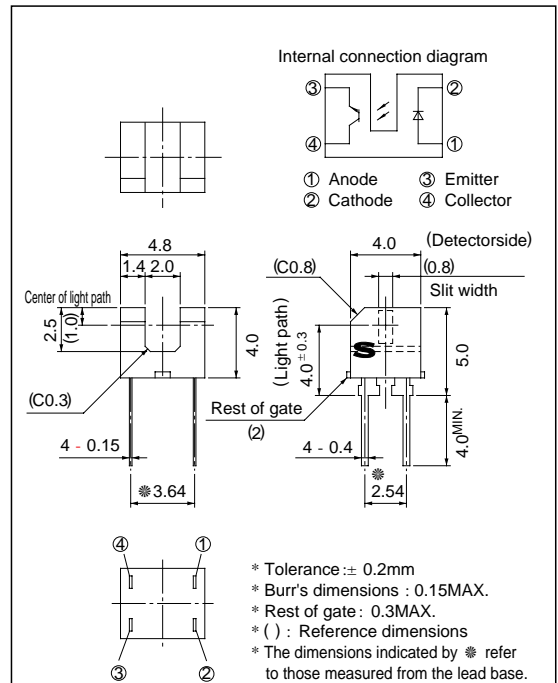 Internal connection diagram
③ ②
④ ①
① Anode ③ Emitter
② Cathode ④ Collector
4.8
1.4 2.0
Center of light path
2.5
(1.0)
4.0
(C0.3)
4 - 0.15
※3.64
4.0 (Detectorside)
(C0.8) (0.8)
Slit width
(Light path)
4.0 ± 0.3
S
5.0
Rest of gate
(2)
4.0MIN.
4 - 0.4
※
2.54
④ ①
③ ②
* Tolerance : ± 0.2mm
* Burr's dimensions : 0.15MAX.
* Rest of gate : 0.3MAX.
* ( ) : Reference dimensions
* The dimensions indicated by ※ refer
to those measured from the lead base.